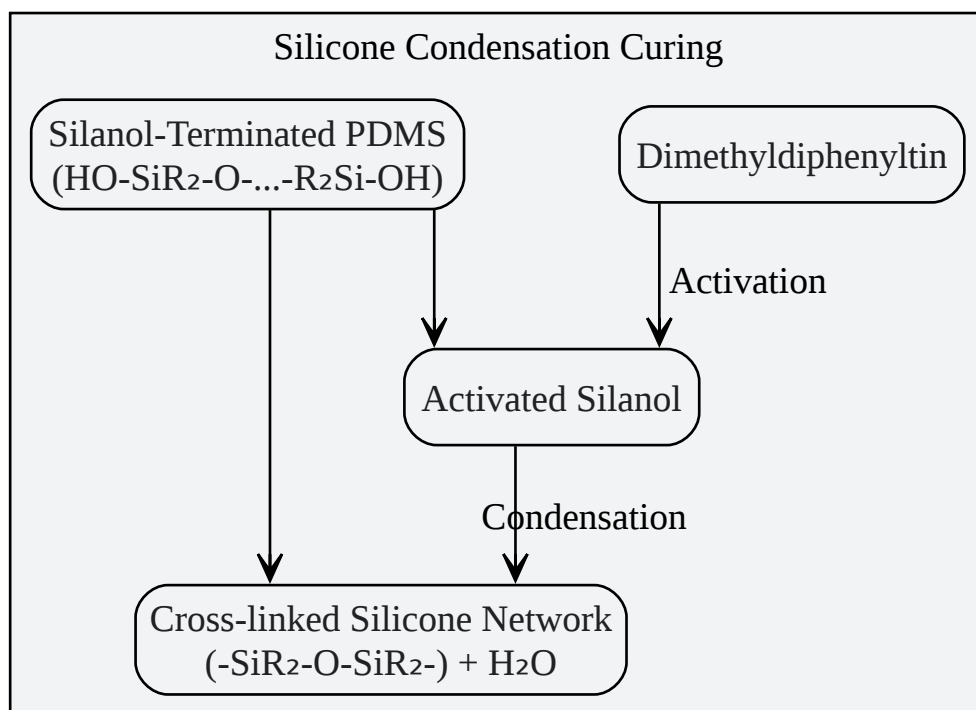 Silicone Condensation Curing
Silanol-Terminated PDMS
(HO-SiR₂-O-...-R₂Si-OH)
Dimethyldiphenyltin
Activation
Activated Silanol
Condensation
Cross-linked Silicone Network
(-SiR₂-O-SiR₂-) + H₂O